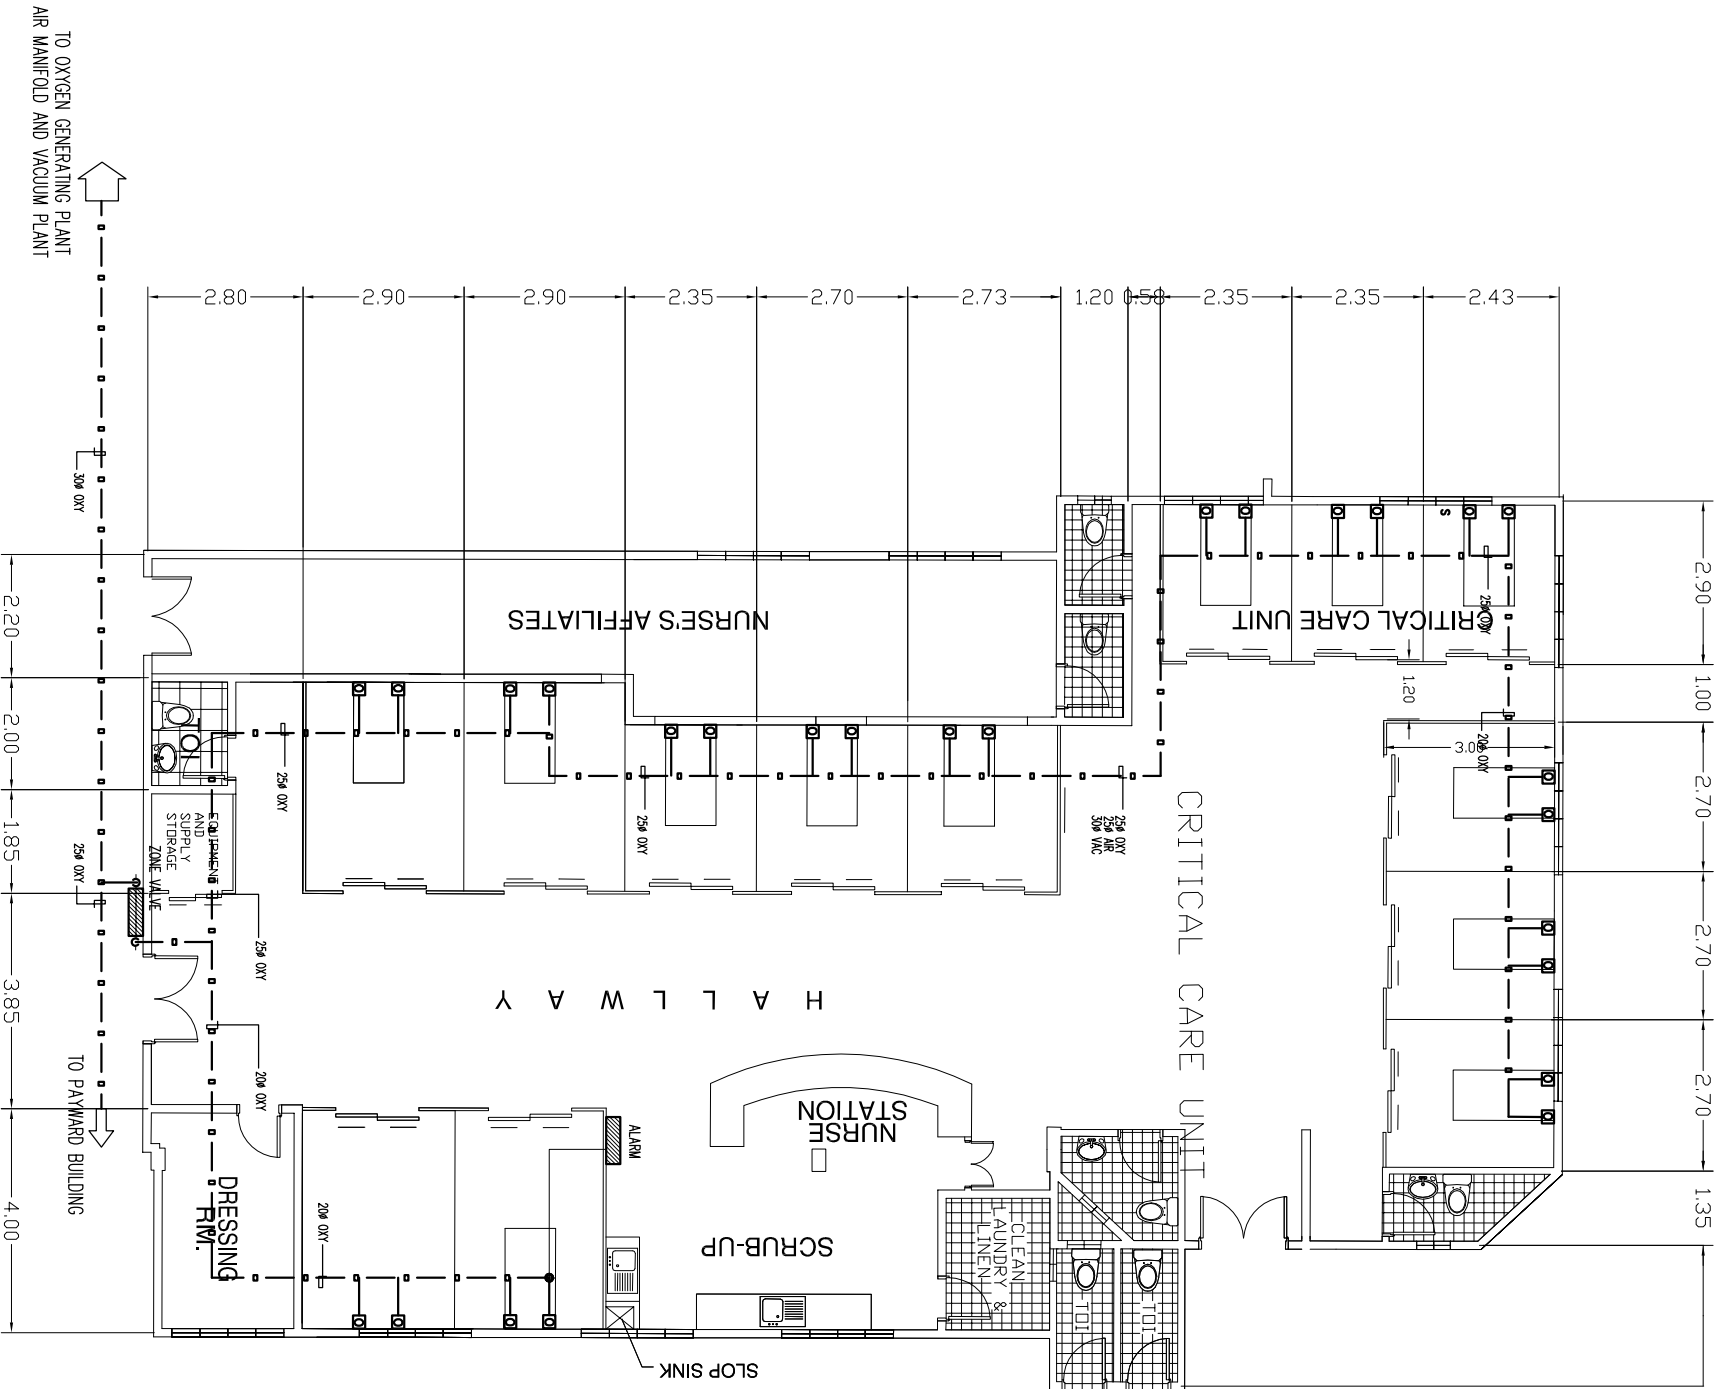 TO OXYGEN GENERATING PLANT
AIR MANIFOLD AND VACUUM PLANT
2.80
2.90
2.90
2.35
2.70
2.73
1.20
0.58
2.35
2.35
2.43
30ø OXY
S
25ø OXY
CRITICAL CARE UNIT
NURSE'S AFFILIATES
2.90
1.00
2.70
2.70
2.70
1.35
1.20
3.00
20ø OXY
2.20
2.00
1.85
3.85
4.00
25ø OXY
25ø OXY
25ø OXY
25ø AIR
30ø VAC
EQUIPMENT
AND
SUPPLY
STORAGE
ZONE VALVE
25ø OXY
25ø OXY
20ø OXY
CRITICAL CARE UNIT
HALLWAY
TO PAYWARD BUILDING
NURSE
STATION
ALARM
DRESSING
RM.
20ø OXY
SCRUB-UP
CLEAN
LAUNDRY &
LINEN
TOI
TOI
SLOP SINK